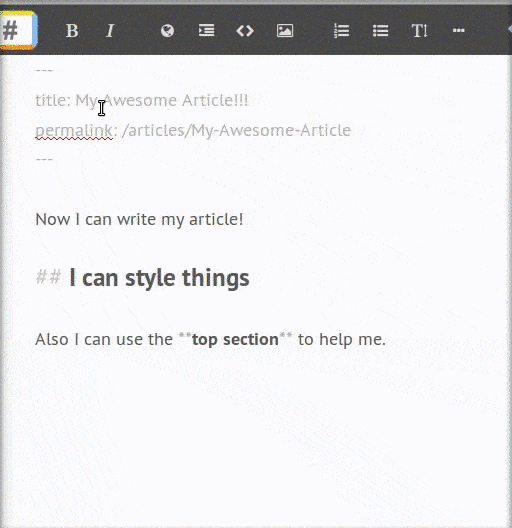 #
B I
---
title: My Awesome Article!!!
permalink: /articles/My-Awesome-Article
---
Now I can write my article!
## I can style things
Also I can use the **top section** to help me.